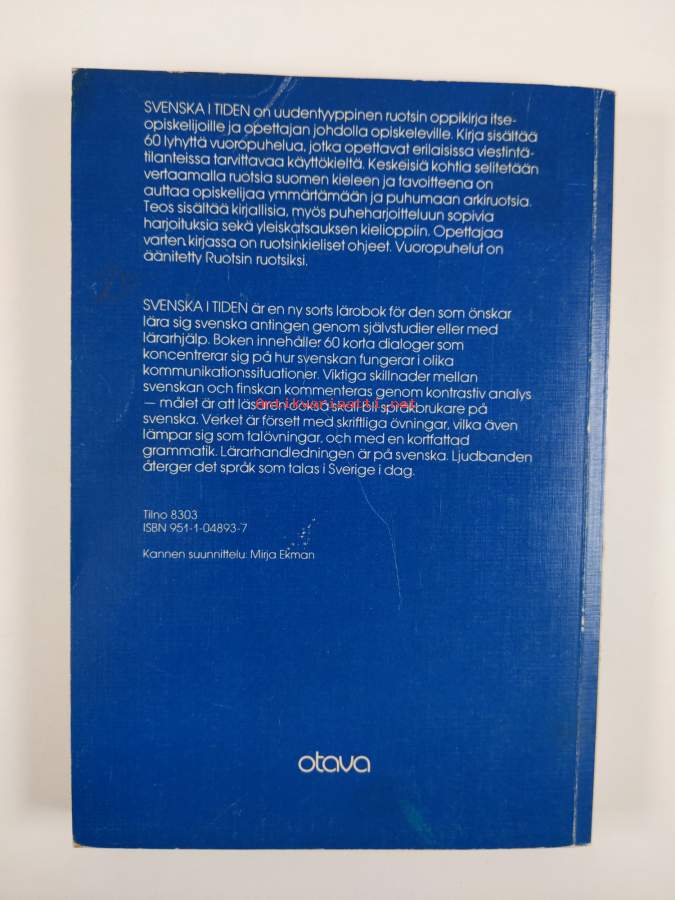 SVENSKA I TIDEN on uudentyyppinen ruotsin oppikirja itse-
opiskelijoille ja opettajan johdolla opiskeleville. Kirja sisältää
60 lyhyttä vuoropuhelua, jotka opettavat erilaisissa viestintä-
tilanteissa tarvittavaa käyttökieltä. Keskeisiä kohtia selitetään
vertaamalla ruotsia suomen kieleen ja tavoitteena on
auttaa opiskelijaa ymmärtämään ja puhumaan arkiruotsia.
Teos sisältää kirjallisia, myös puheharjoitteluun sopivia
harjoituksia sekä yleiskatsauksen kielioppiin. Opettajaa
varten kirjassa on ruotsinkieliset ohjeet. Vuoropuhelut on
äänitetty Ruotsin ruotsiksi.
SVENSKA I TIDEN är en ny sorts lärobok för den som önskar
lära sig svenska antingen genom självstudier eller med
lärarhjälp. Boken innehåller 60 korta dialoger som
koncentrerar sig på hur svenskan fungerar i olika
kommunikationssituationer. Viktiga skillnader mellan
svenskan och finskan kommenteras genom kontrastiv analys
— målet är att läsaren också skall bli språkbrukare på
antikvariaatti.net
svenska. Verket är försett med skriftliga övningar, vilka även
lämpar sig som talövningar, och med en kortfattad
grammatik. Lärarhandledningen är på svenska. Ljudbanden
återger det språk som talas i Sverige i dag.
Tilno 8303
ISBN 951-1-04893-7
Kannen suunnittelu: Mirja Ekman
otava